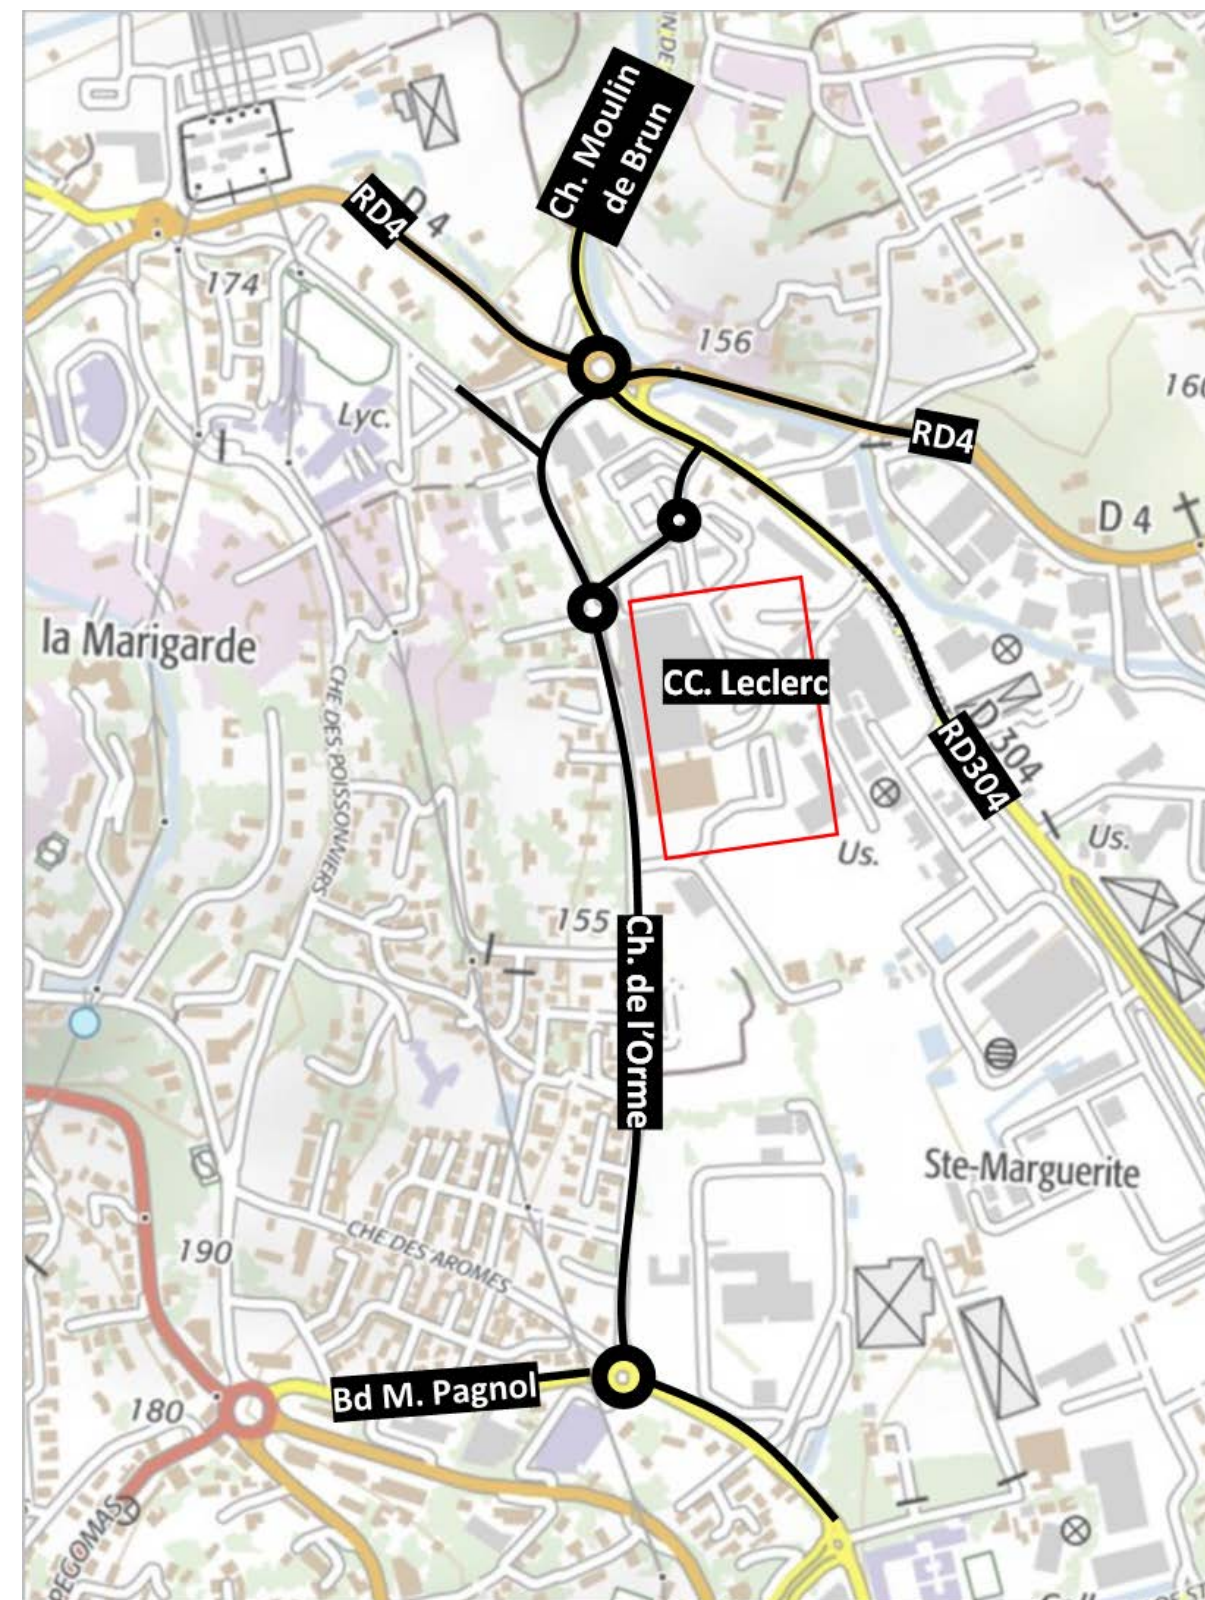 Ch. Moulin
de Brun
NDE
RD4
D 4
174
156
160
Lyc.
RD4
D 4
la Marigarde
CHE DES POISSONNIERS
CC. Leclerc
D 304
RD304
Us.
Us.
155
Ch. de l'Orme
Ste-Marguerite
190
CHE DES AROMES
Bd M. Pagnol
180
PEGOMAS